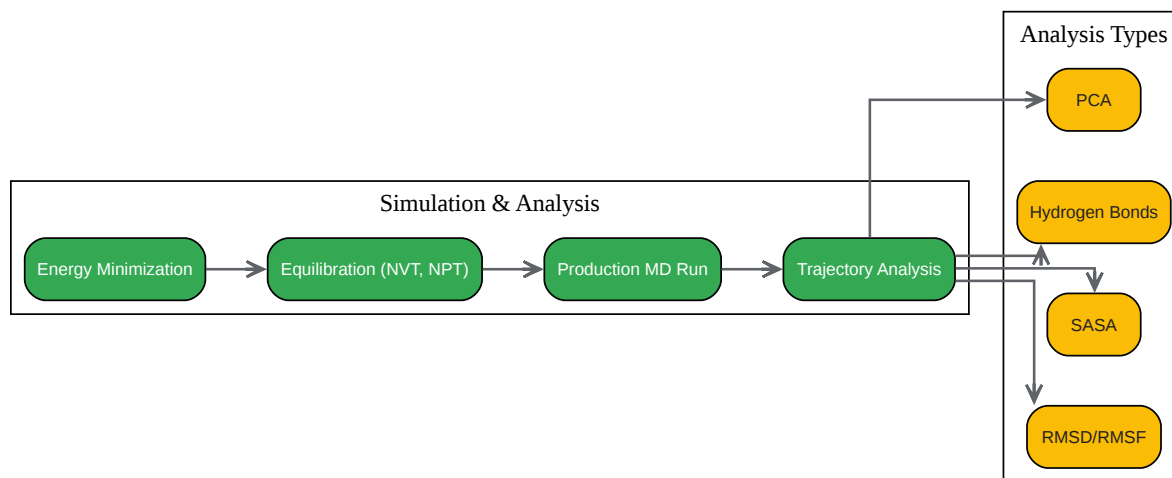 Analysis Types
PCA
Simulation & Analysis
Hydrogen Bonds
Energy Minimization
Equilibration (NVT, NPT)
Production MD Run
Trajectory Analysis
SASA
RMSD/RMSF